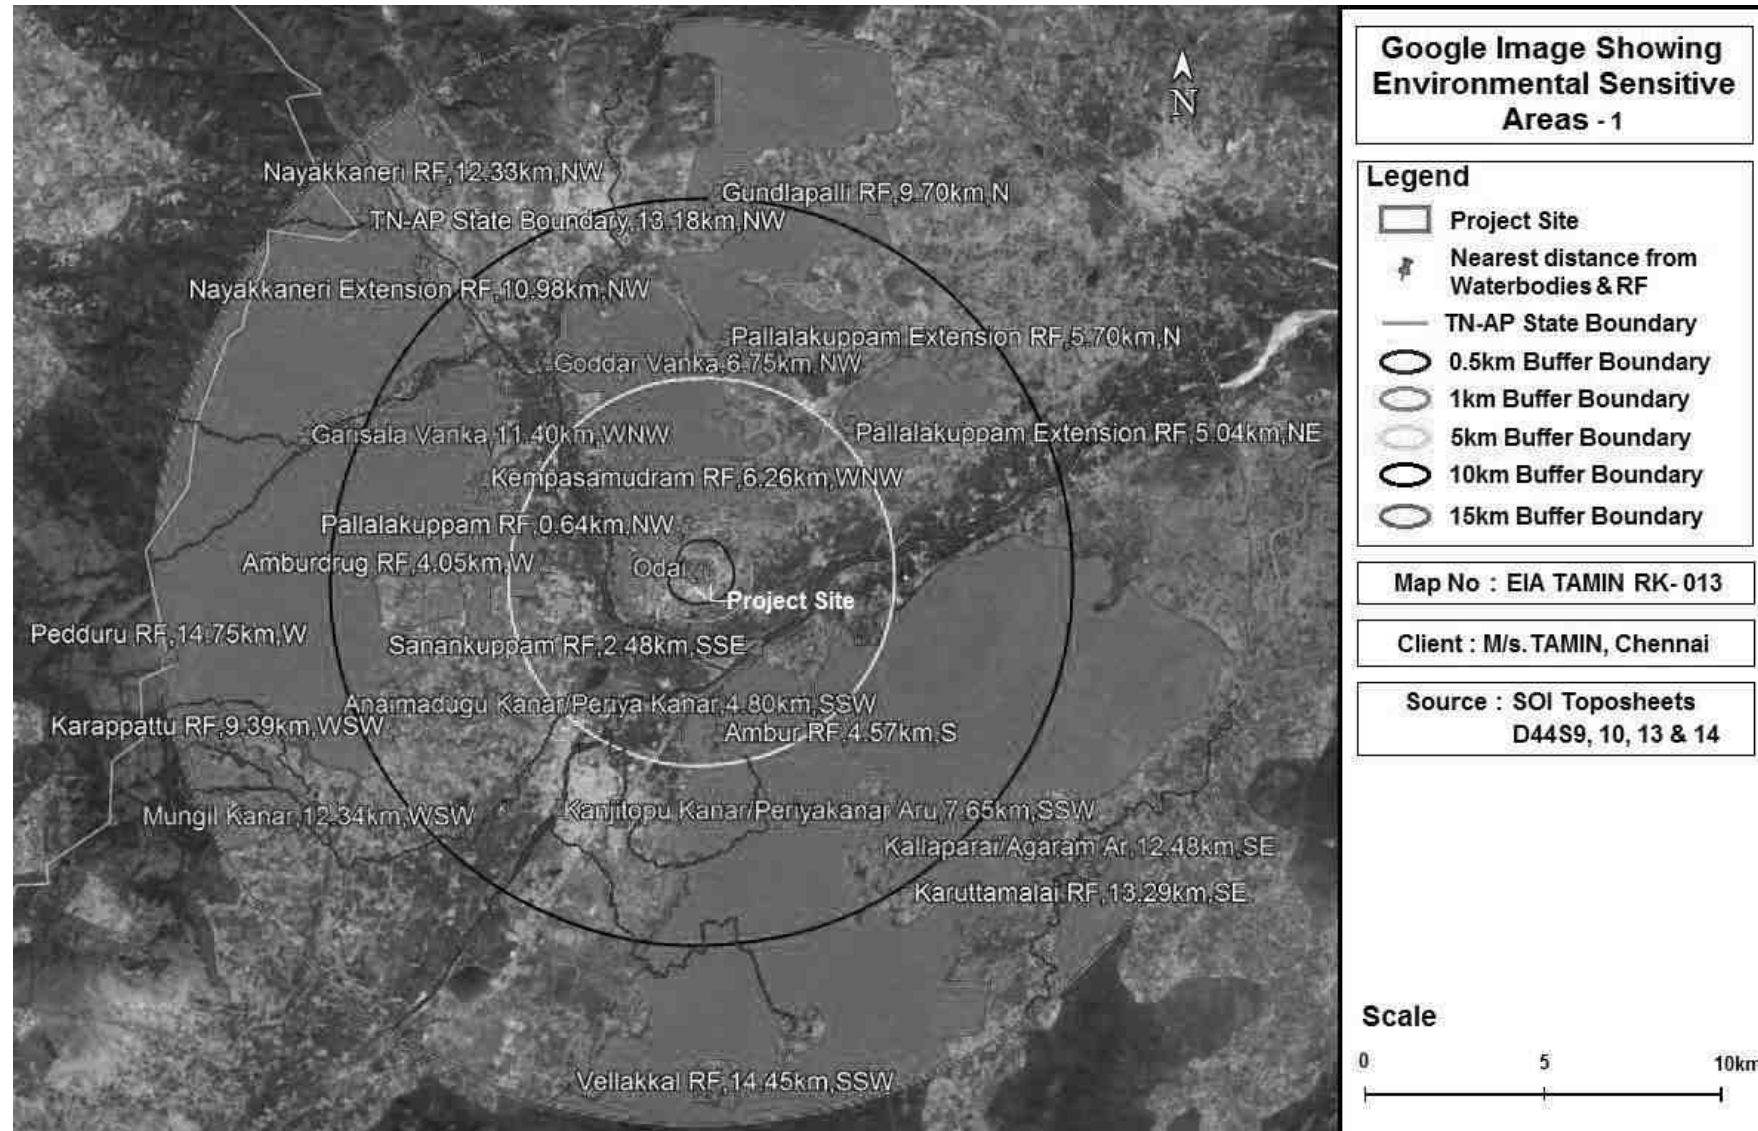 Nayakkaneri RF,12.33km,NW
Gundlapalli RF,9.70km,N
TN-AP State Boundary,13.18km,NW
Nayakkaneri Extension RF,10.98km,NW
Pallalakuppam Extension RF,5.70km,N
Goddar Vanka,6.75km,NW
Garisala Vanka,11.40km,WNW
Pallalakuppam Extension RF,5.04km,NE
Kempasamudram RF,6.26km,WNW
Pallalakuppam RF,0.64km,NW
Amburdrug RF,4.05km,W
Odai
Project Site
Pedduru RF,14.75km,W
Sanankuppam RF,2.48km,SSE
Anaimadugu Kanar/Periya Kanar,4.80km,SSW
Karappattu RF,9.39km,WSW
Ambur RF,4.57km,S
Mungil Kanar,12.34km,WSW
Kanjitopu Kanar/Periyakanar Aru,7.65km,SSW
Kallaparai/Agaram Ar,12.48km,SE
Karuttamalai RF,13.29km,SE
Vellakkal RF,14.45km,SSW
N
Google Image Showing
Environmental Sensitive
Areas - 1
Legend
Project Site
Nearest distance from
Waterbodies & RF
TN-AP State Boundary
0.5km Buffer Boundary
1km Buffer Boundary
5km Buffer Boundary
10km Buffer Boundary
15km Buffer Boundary
Map No : EIA TAMIN RK- 013
Client : M/s. TAMIN, Chennai
Source : SOI Toposheets
D44S9, 10, 13 & 14
Scale
0 5 10km